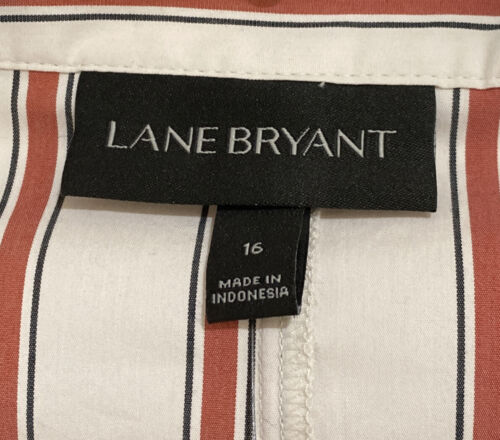 LANE BRYANT
16
MADE IN
INDONESIA